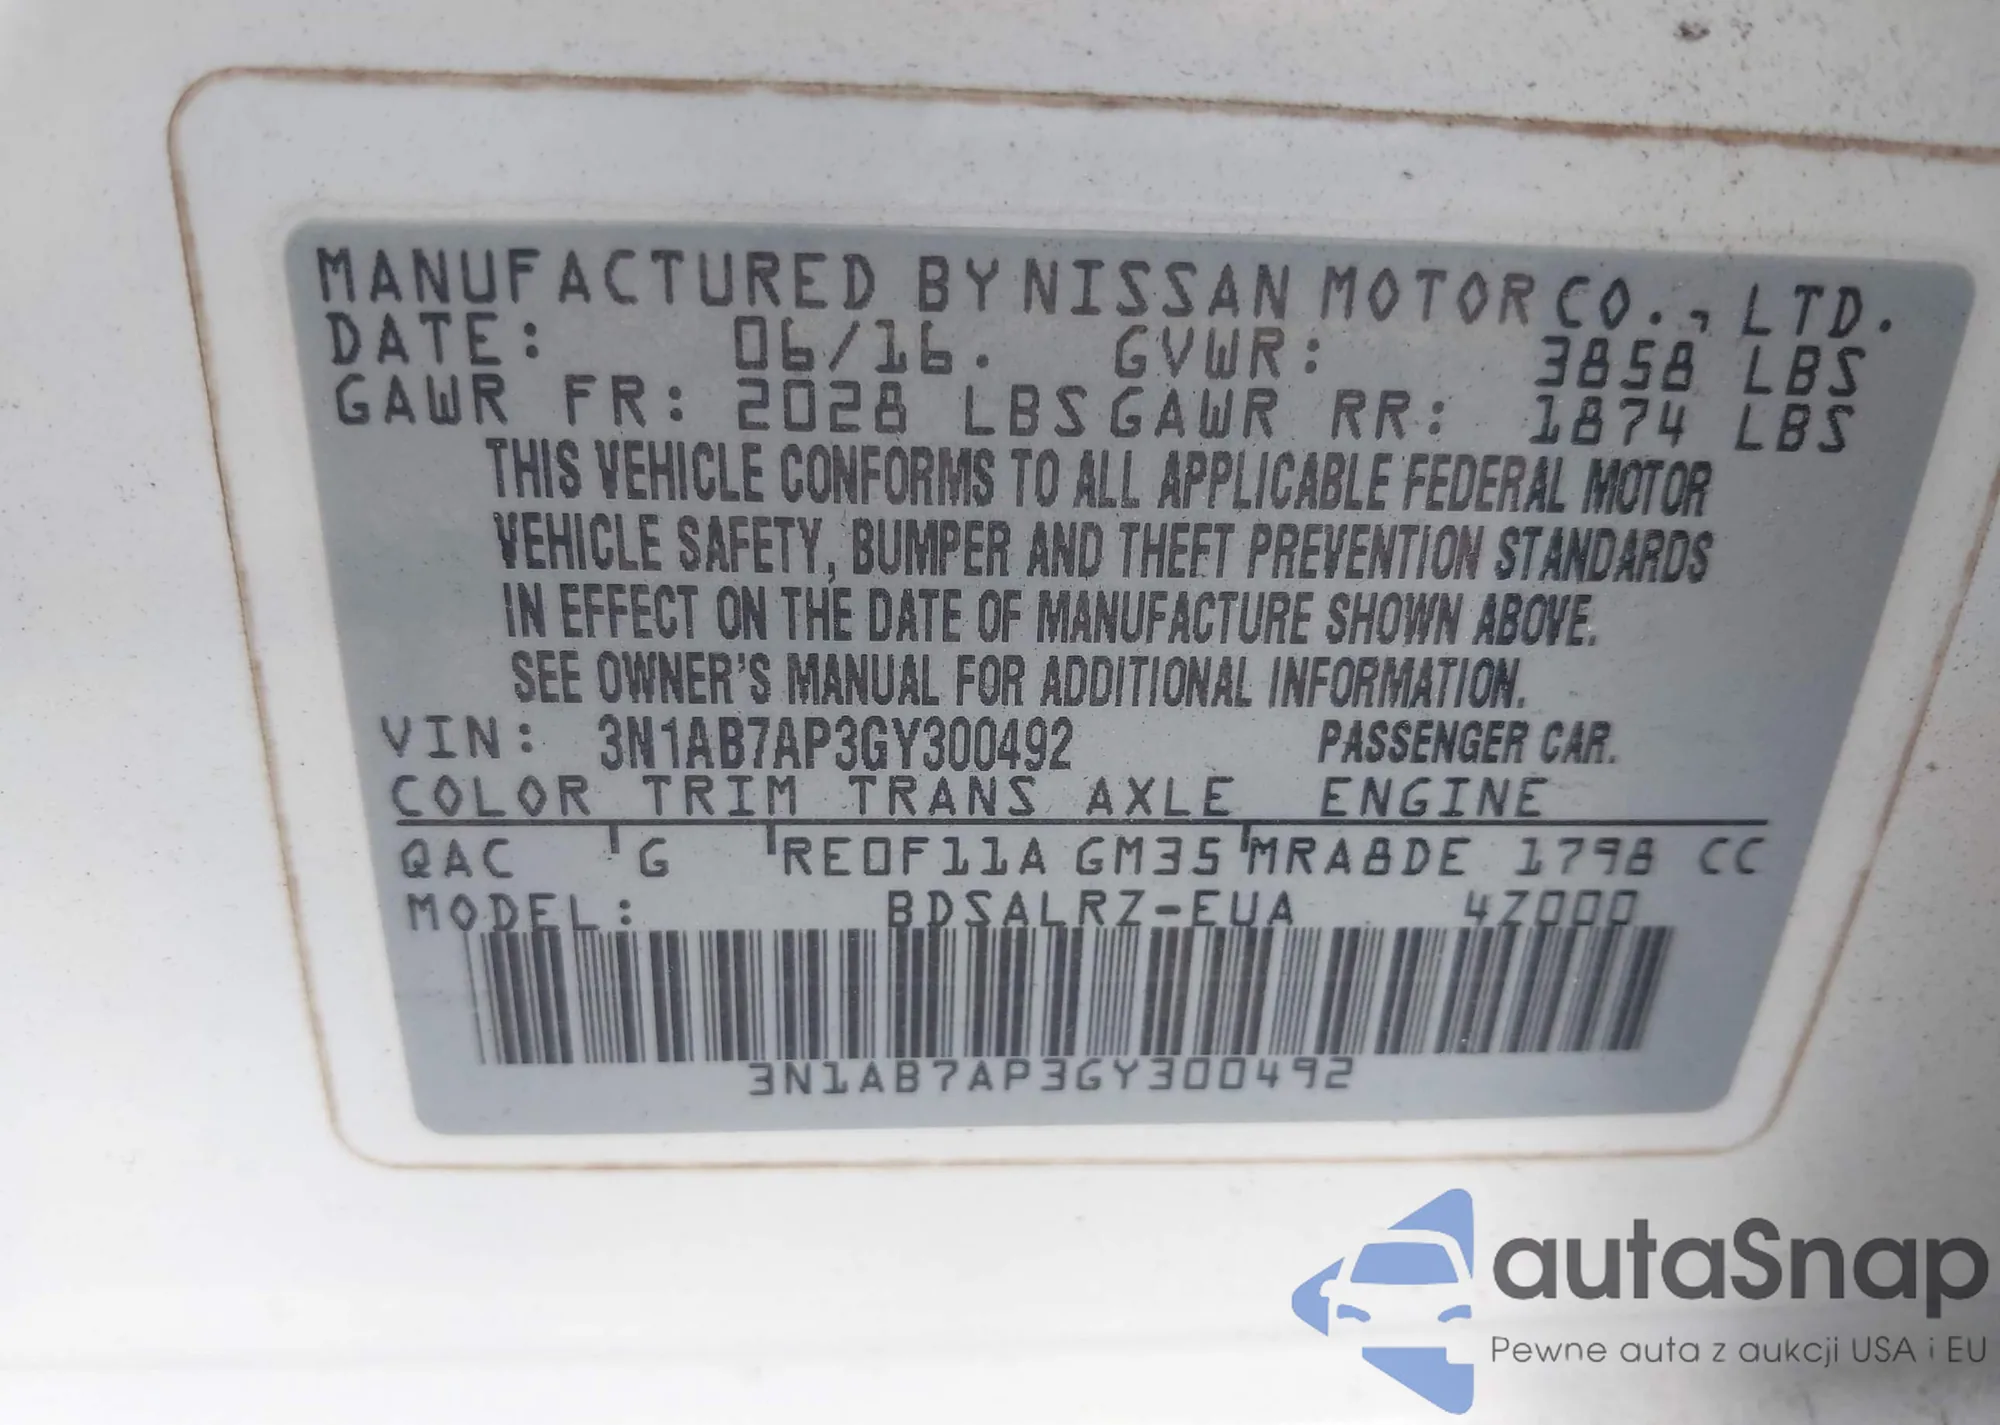 MANUFACTURED BY NISSAN MOTOR CO., LTD.
DATE: 06/16. GVWR: 3858 LBS
GAWR FR: 2028 LBS GAWR RR: 1874 LBS
THIS VEHICLE CONFORMS TO ALL APPLICABLE FEDERAL MOTOR
VEHICLE SAFETY, BUMPER AND THEFT PREVENTION STANDARDS
IN EFFECT ON THE DATE OF MANUFACTURE SHOWN ABOVE.
SEE OWNER'S MANUAL FOR ADDITIONAL INFORMATION.
VIN: 3N1AB7AP3GY300492 PASSENGER CAR.
COLOR TRIM TRANS AXLE ENGINE
QAC G RE0F11A GM35 MRA8DE 1798 CC
MODEL: BDSALRZ-EUA 4Z000
3N1AB7AP3GY300492
autaSnap
Pewne auta z aukcji USA i EU